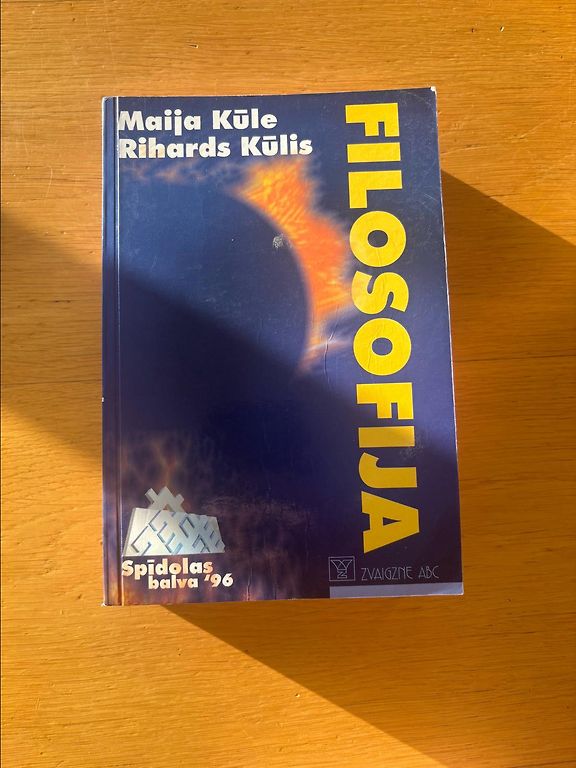 Maija Kūle
Rihards Kūlis
FILOSOFIJA
Spīdolas
balva '96
ZVAIGZNE ABC